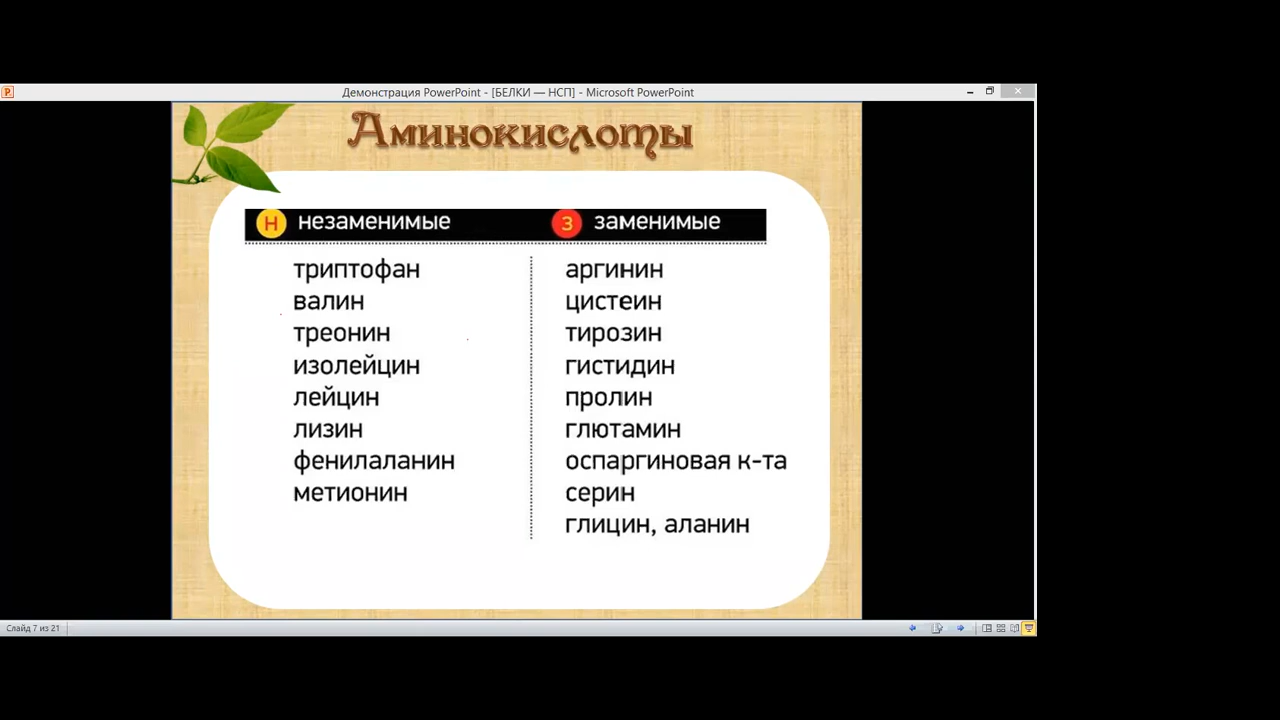 Демонстрация PowerPoint - [БЕЛКИ — НСП] - Microsoft PowerPoint
Аминокислоты
Н незаменимые З заменимые
триптофан аргинин
валин цистеин
треонин тирозин
изолейцин гистидин
лейцин пролин
лизин глютамин
фенилаланин оспаргиновая к-та
метионин серин
глицин, аланин
Слайд 7 из 21